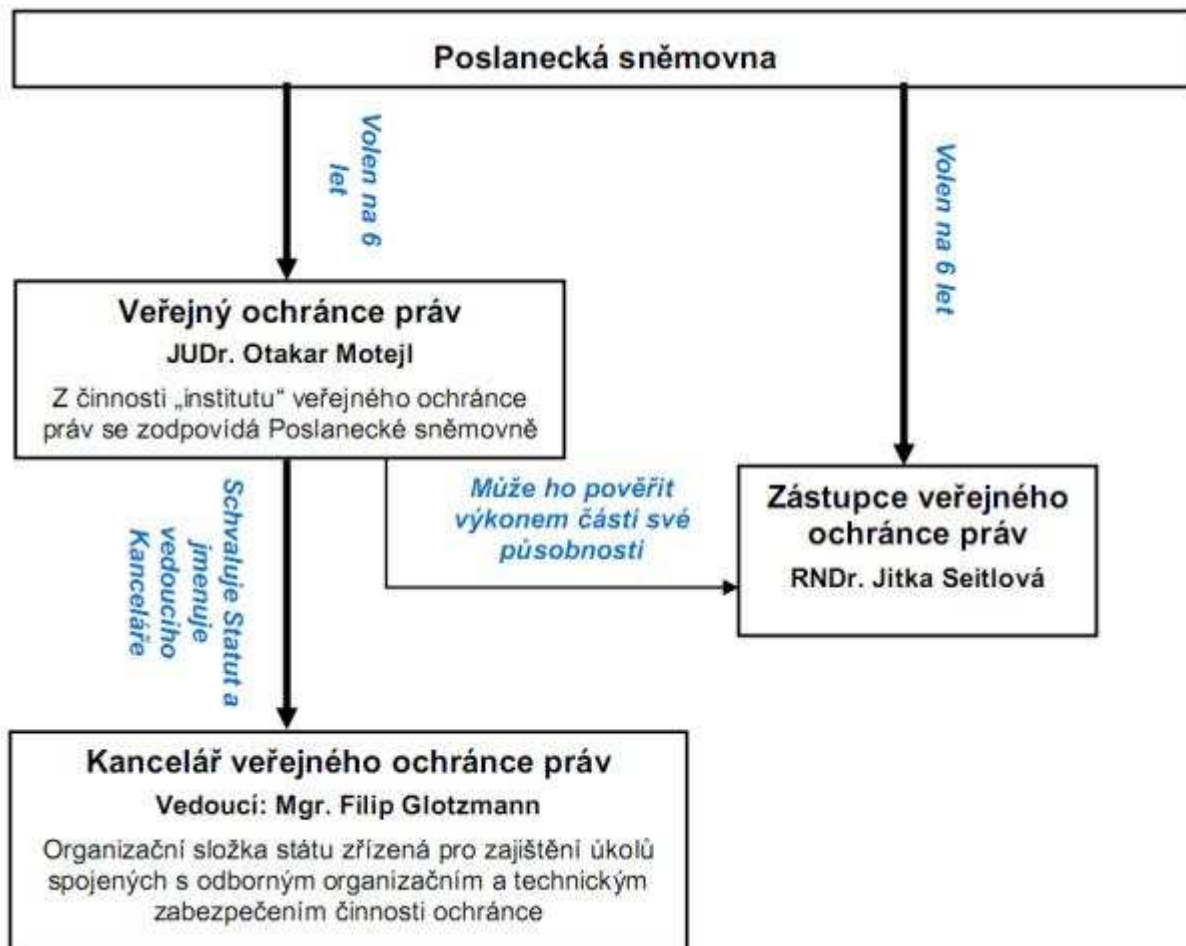 Poslanecká sněmovna
Volen na 6
let
Volen na 6 let
Veřejný ochránce práv
JUDr. Otakar Motejl
Z činnosti „institutu“ veřejného ochránce
práv se zodpovídá Poslanecké sněmovně
Může ho pověřit
výkonem části své
působnosti
Zástupce veřejného
ochránce práv
RNDr. Jitka Seitlová
Schvaluje Statut a
jmenuje
vedoucího
Kanceláře
Kancelář veřejného ochránce práv
Vedoucí: Mgr. Filip Glotzmann
Organizační složka státu zřízená pro zajištění úkolů
spojených s odborným organizačním a technickým
zabezpečením činnosti ochránce